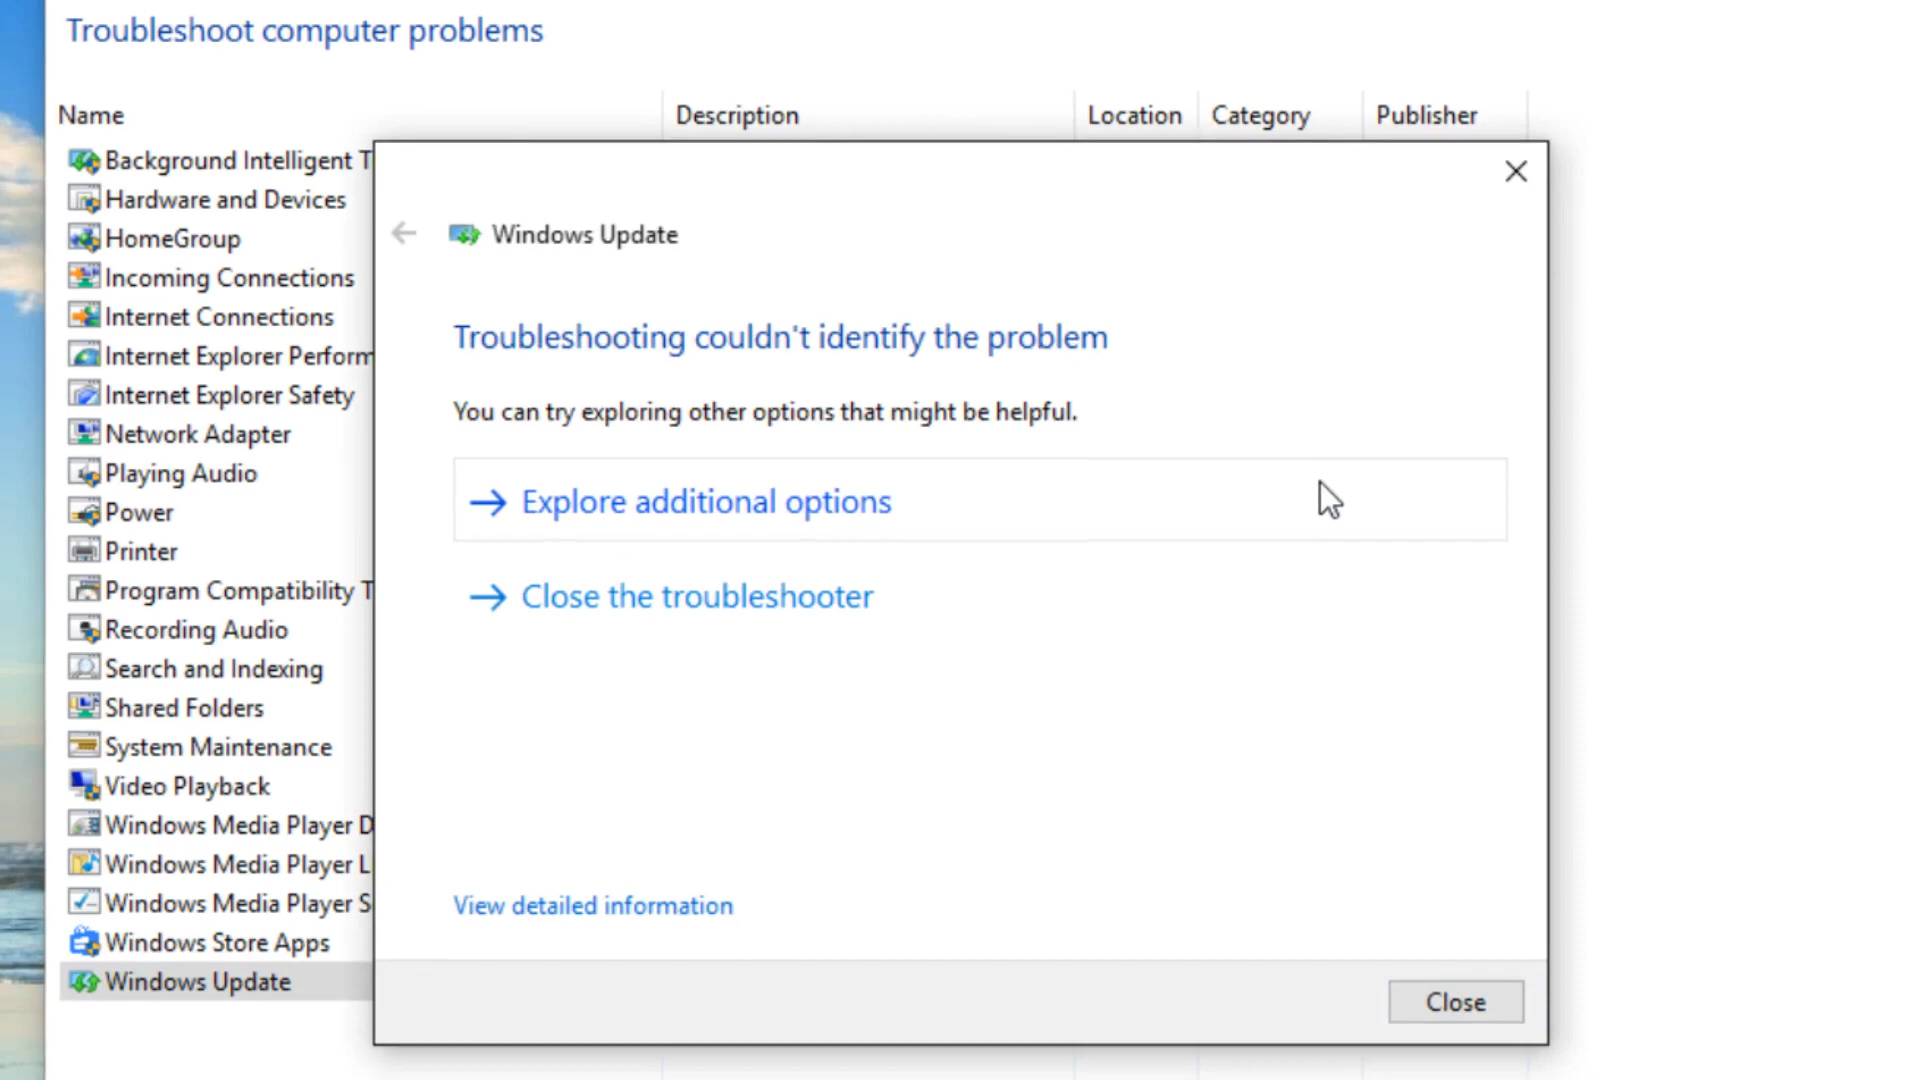 Troubleshoot computer problems
Name Description Location Category Publisher
Background Intelligent T
Hardware and Devices
HomeGroup
Incoming Connections
Internet Connections
Internet Explorer Perform
Internet Explorer Safety
Network Adapter
Playing Audio
Power
Printer
Program Compatibility T
Recording Audio
Search and Indexing
Shared Folders
System Maintenance
Video Playback
Windows Media Player D
Windows Media Player L
Windows Media Player S
Windows Store Apps
Windows Update
Windows Update
Troubleshooting couldn't identify the problem
You can try exploring other options that might be helpful.
Explore additional options
Close the troubleshooter
View detailed information
Close